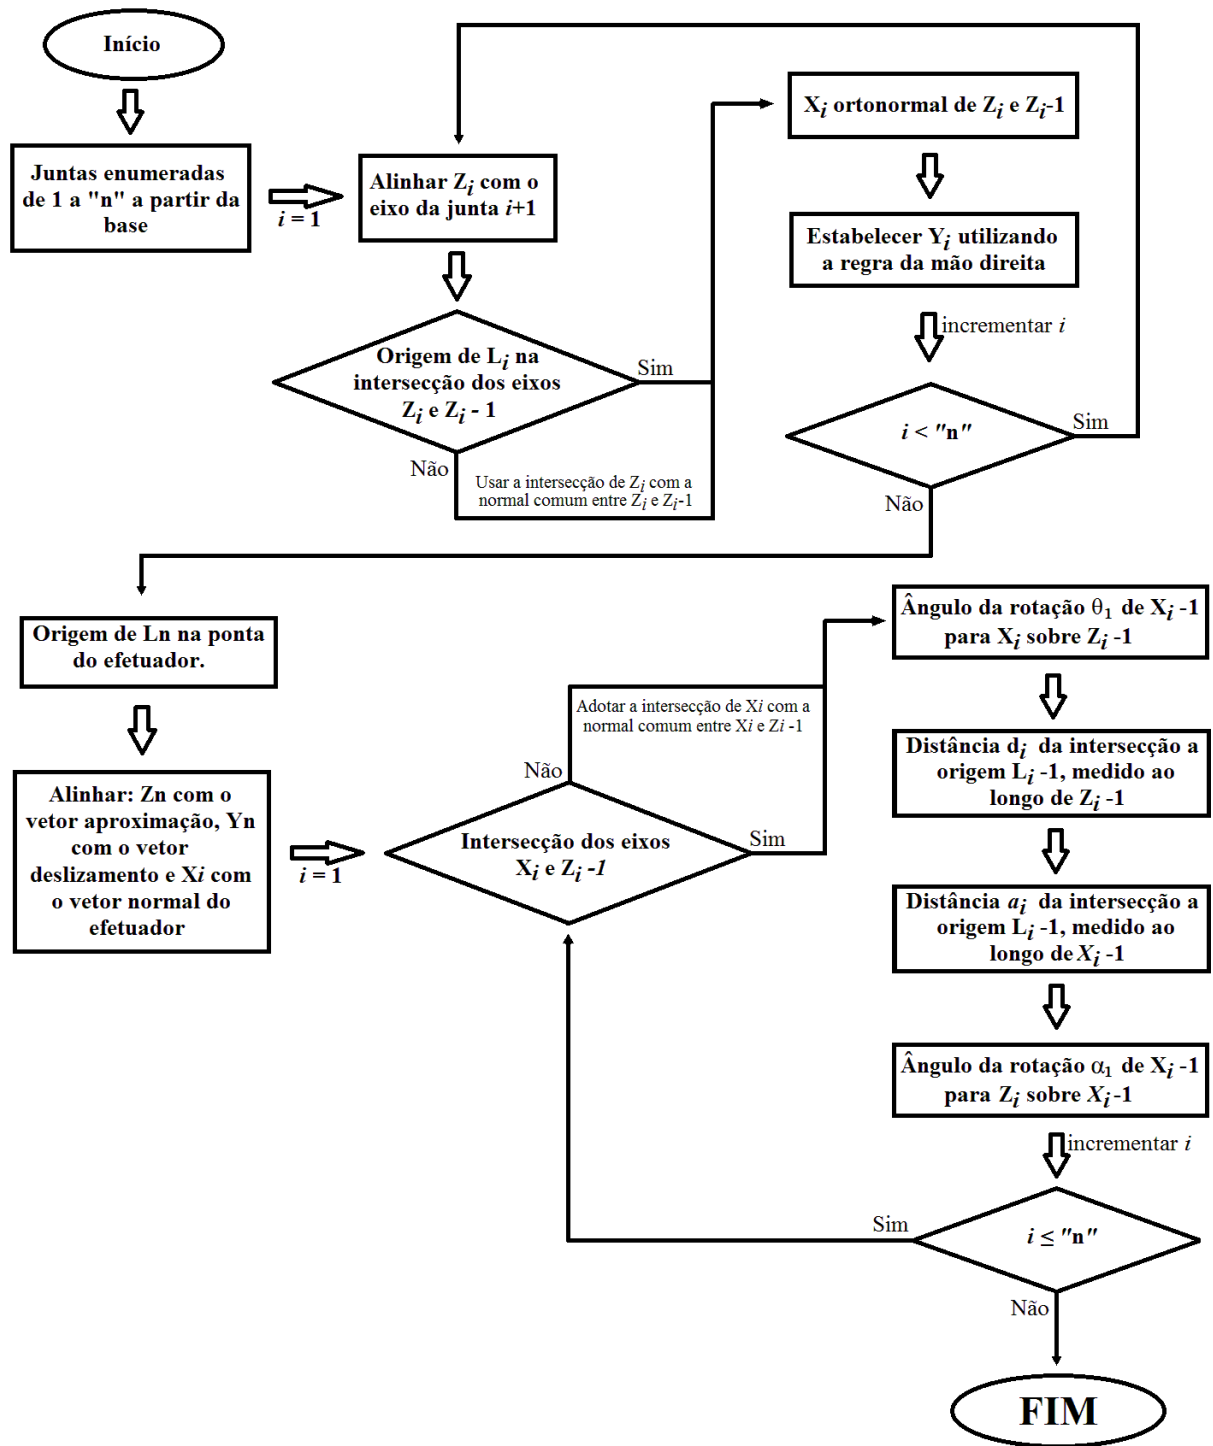 Início
Juntas enumeradas
de 1 a "n" a partir da
base
i = 1
Alinhar Zi com o
eixo da junta i+1
Origem de Li na
intersecção dos eixos
Zi e Zi - 1
Sim
Não
Usar a intersecção de Zi com a
normal comum entre Zi e Zi-1
Xi ortonormal de Zi e Zi-1
Estabelecer Yi utilizando
a regra da mão direita
incrementar i
i < "n"
Sim
Não
Origem de Ln na ponta
do efetuador.
Alinhar: Zn com o
vetor aproximação, Yn
com o vetor
deslizamento e Xi com
o vetor normal do
efetuador
i = 1
Intersecção dos eixos
Xi e Zi -1
Não
Adotar a intersecção de Xi com a
normal comum entre Xi e Zi -1
Sim
Ângulo da rotação θ1 de Xi -1
para Xi sobre Zi -1
Distância di da intersecção a
origem Li -1, medido ao
longo de Zi -1
Distância ai da intersecção a
origem Li -1, medido ao
longo de Xi -1
Ângulo da rotação α1 de Xi -1
para Zi sobre Xi -1
incrementar i
i ≤ "n"
Sim
Não
FIM